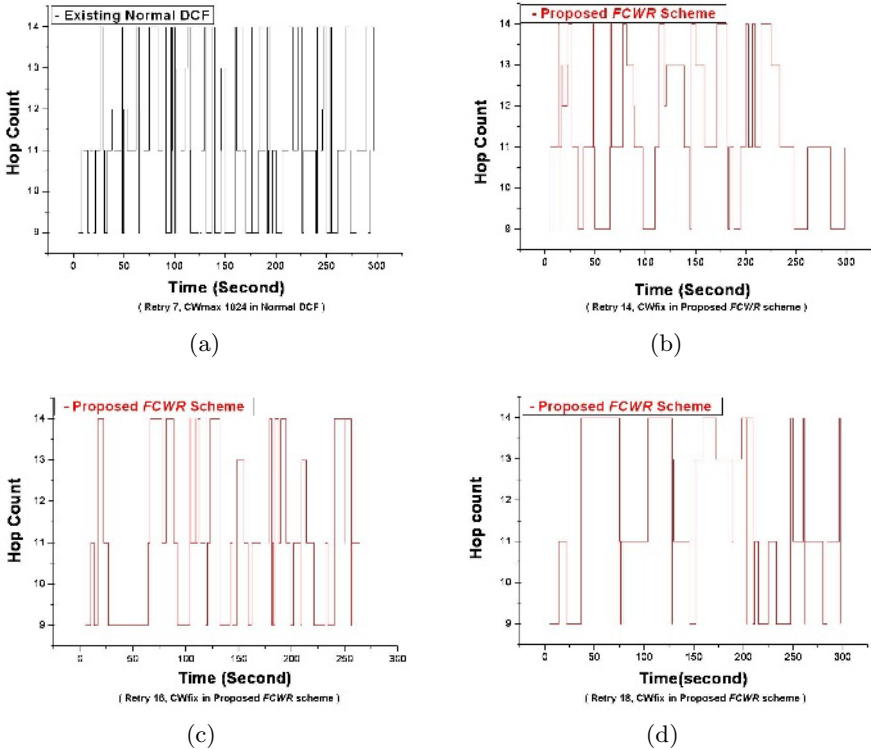 - Existing Normal DCF
14
13
12
11
10
9
Hop Count
0 50 100 150 200 250 300
Time (Second)
( Retry 7, CWmax 1024 in Normal DCF )
(a)
- Proposed FCWR Scheme
14
13
12
11
10
9
Hop Count
0 50 100 150 200 250 300
Time (Second)
( Retry 14, CWfix in Proposed FCWR scheme )
(b)
- Proposed FCWR Scheme
14
13
12
11
10
9
Hop Count
0 50 100 150 200 250 300
Time (Second)
( Retry 16, CWfix in Proposed FCWR scheme )
(c)
- Proposed FCWR Scheme
14
13
12
11
10
9
Hop count
0 50 100 150 200 250 300
Time(second)
( Retry 18, CWfix in Proposed FCWR scheme )
(d)